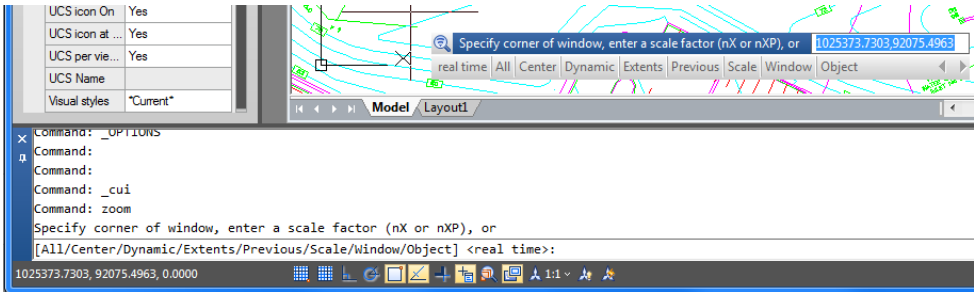 UCS icon On Yes
UCS icon at ... Yes
UCS per vie... Yes
UCS Name
Visual styles *Current*
Specify corner of window, enter a scale factor (nX or nXP), or 1025373.7303,92075.4963
real time All Center Dynamic Extents Previous Scale Window Object
Model Layout1
Command: _OPTIONS
Command:
Command:
Command: _cui
Command: zoom
Specify corner of window, enter a scale factor (nX or nXP), or
[All/Center/Dynamic/Extents/Previous/Scale/Window/Object] <real time>:
1025373.7303, 92075.4963, 0.0000 1:1